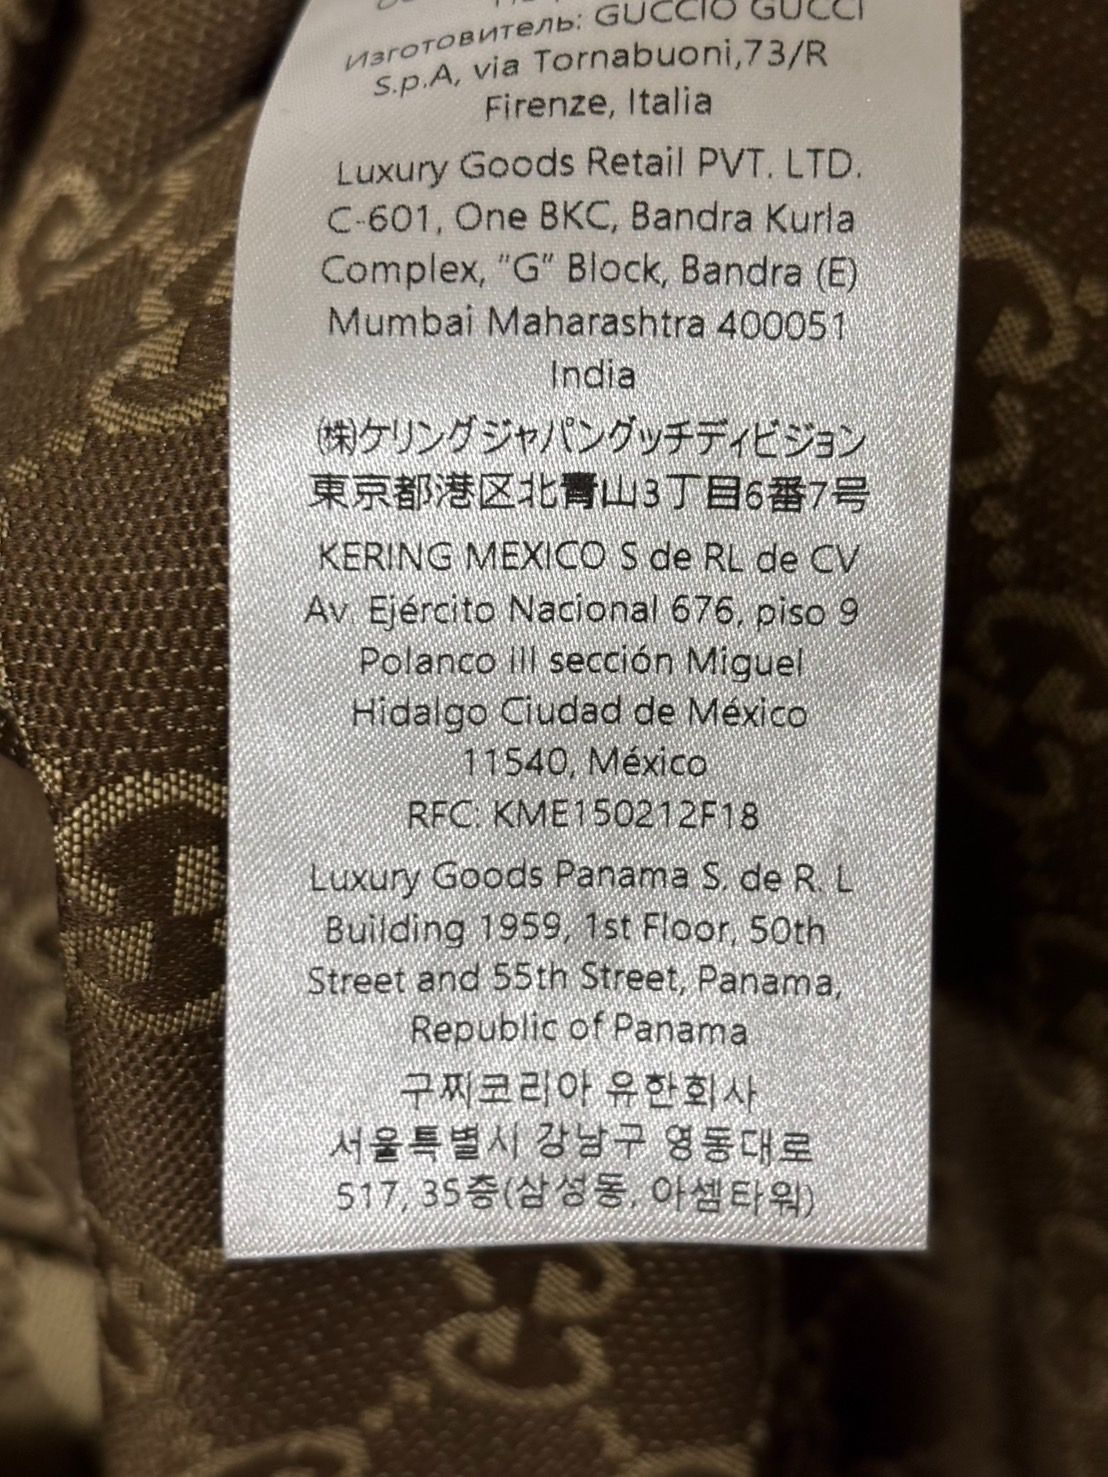 Изготовитель: GUCCIO GUCCI
S.p.A, via Tornabuoni,73/R
Firenze, Italia
Luxury Goods Retail PVT. LTD.
C-601, One BKC, Bandra Kurla
Complex, "G" Block, Bandra (E)
Mumbai Maharashtra 400051
India
㈱ケリングジャパングッチディビジョン
東京都港区北青山3丁目6番7号
KERING MEXICO S de RL de CV
Av. Ejército Nacional 676, piso 9
Polanco III sección Miguel
Hidalgo Ciudad de México
11540, México
RFC: KME150212F18
Luxury Goods Panama S. de R. L
Building 1959, 1st Floor, 50th
Street and 55th Street, Panama,
Republic of Panama
구찌코리아 유한회사
서울특별시 강남구 영동대로
517, 35층(삼성동, 아셈타워)